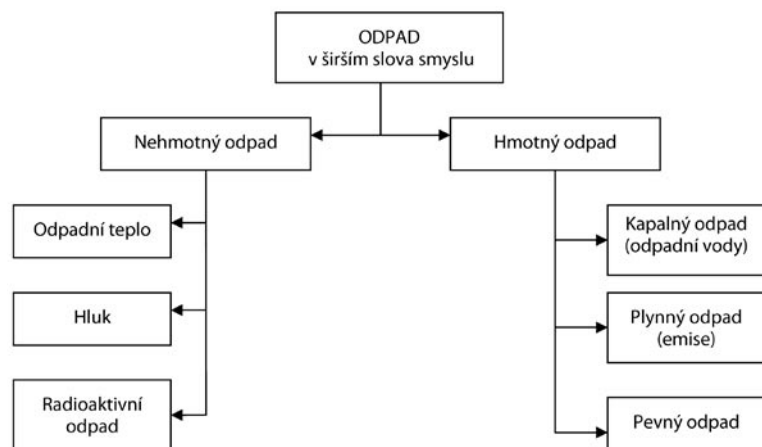 ODPAD
v širším slova smyslu
Nehmotný odpad
Hmotný odpad
Odpadní teplo
Hluk
Radioaktivní
odpad
Kapalný odpad
(odpadní vody)
Plynný odpad
(emise)
Pevný odpad